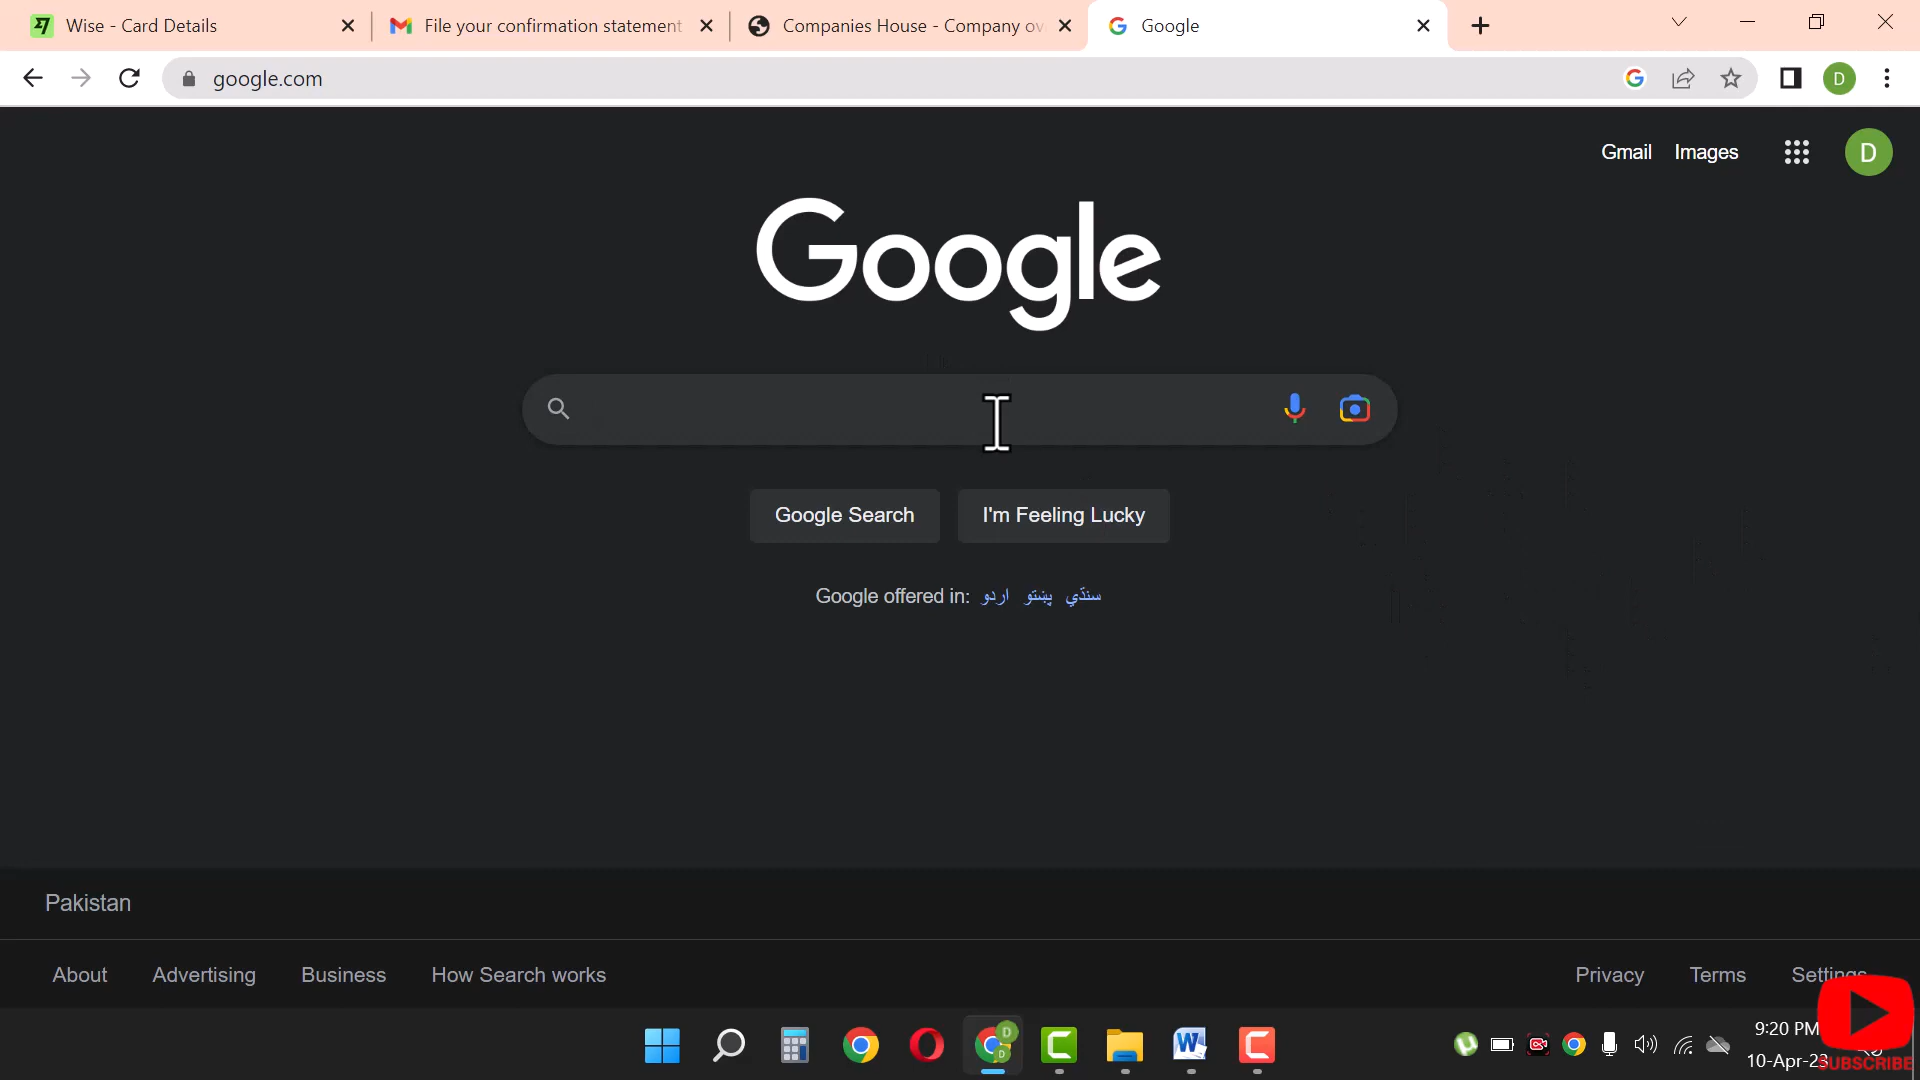 Wise - Card Details
File your confirmation statement
Companies House - Company ov
Google
google.com
D
Gmail
Images
D
Google
Google Search
I'm Feeling Lucky
Google offered in: اردو پښتو سنڌي
Pakistan
About
Advertising
Business
How Search works
Privacy
Terms
Settings
9:20 PM
10-Apr-23
SUBSCRIBE